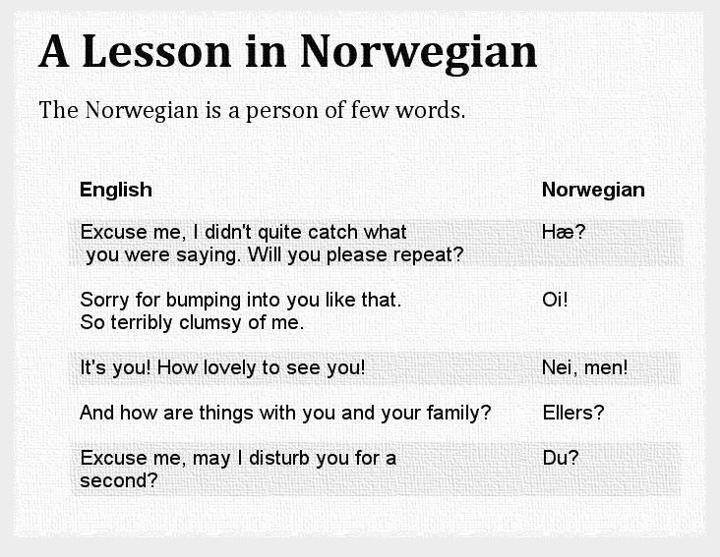 A Lesson in Norwegian
The Norwegian is a person of few words.
English Norwegian
Excuse me, I didn't quite catch what Hæ?
you were saying. Will you please repeat?
Sorry for bumping into you like that. Oi!
So terribly clumsy of me.
It's you! How lovely to see you! Nei, men!
And how are things with you and your family? Ellers?
Excuse me, may I disturb you for a Du?
second?